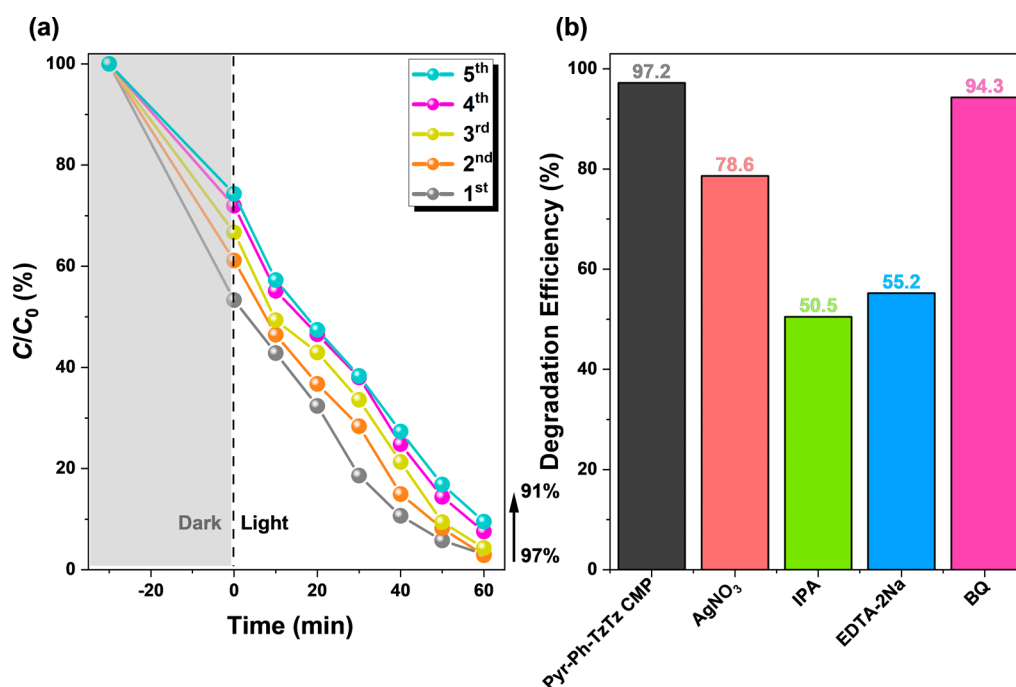 (a)
100
80
60
40
20
0
C/C₀ (%)
-20 0 20 40 60
Time (min)
Dark Light
5ᵗʰ
4ᵗʰ
3ʳᵈ
2ⁿᵈ
1ˢᵗ
91%
97%
(b)
100
80
60
40
20
0
Degradation Efficiency (%)
97.2
78.6
50.5
55.2
94.3
Pyr-Ph-TzTz CMP
AgNO₃
IPA
EDTA-2Na
BQ